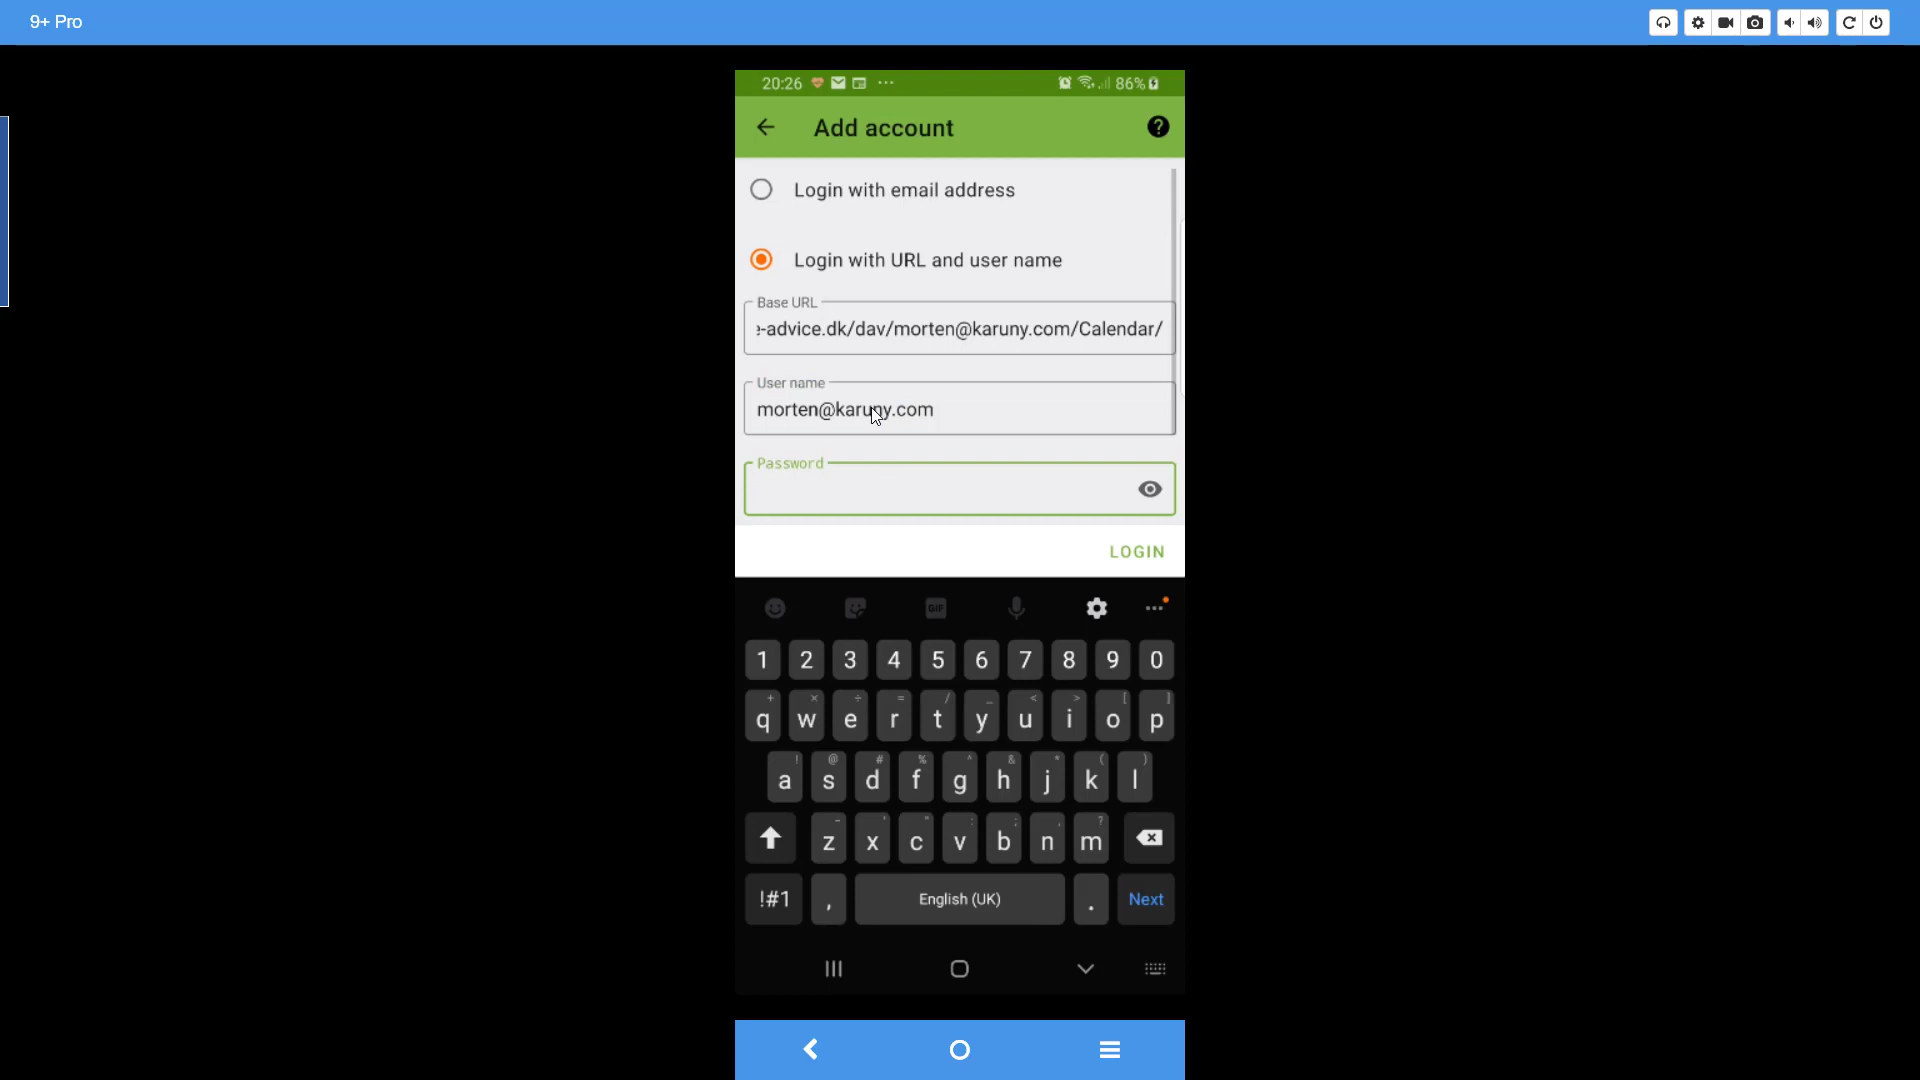 9+ Pro
20:26 86%
Add account
Login with email address
Login with URL and user name
Base URL
-advice.dk/dav/morten@karuny.com/Calendar/
User name
morten@karuny.com
Password
LOGIN
GIF
1 2 3 4 5 6 7 8 9 0
+ × ÷ = / _ < > [ ]
q w e r t y u i o p
! @ # % ^ & * ( )
a s d f g h j k l
- ' " : ; , ?
z x c v b n m
!#1 , English (UK) . Next